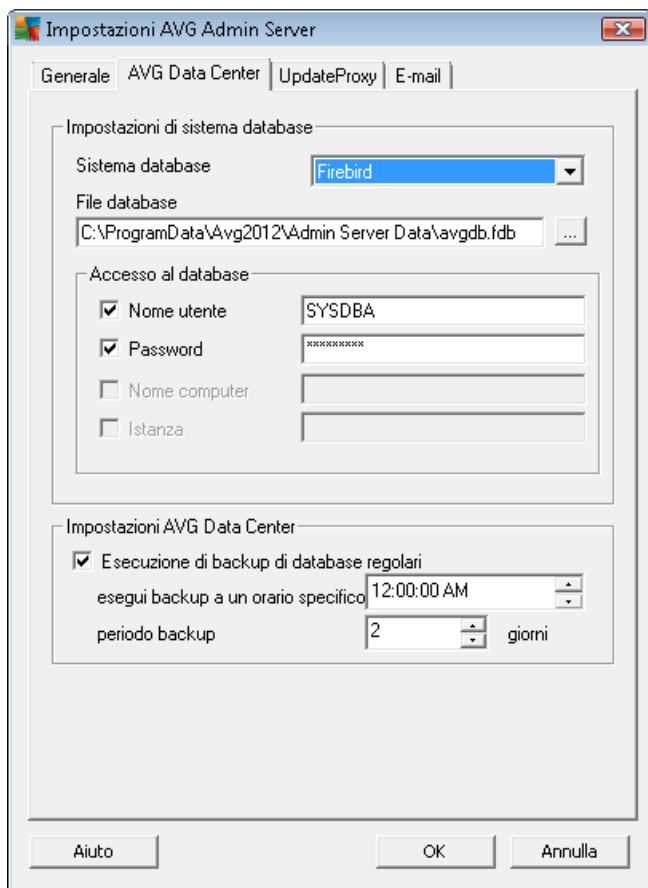 Impostazioni AVG Admin Server
Generale AVG Data Center UpdateProxy E-mail
Impostazioni di sistema database
Sistema database Firebird
File database
C:\ProgramData\Avg2012\Admin Server Data\avgdb.fdb ...
Accesso al database
Nome utente SYSDBA
Password *********
Nome computer
Istanza
Impostazioni AVG Data Center
Esecuzione di backup di database regolari
esegui backup a un orario specifico 12:00:00 AM
periodo backup 2 giorni
Aiuto OK Annulla